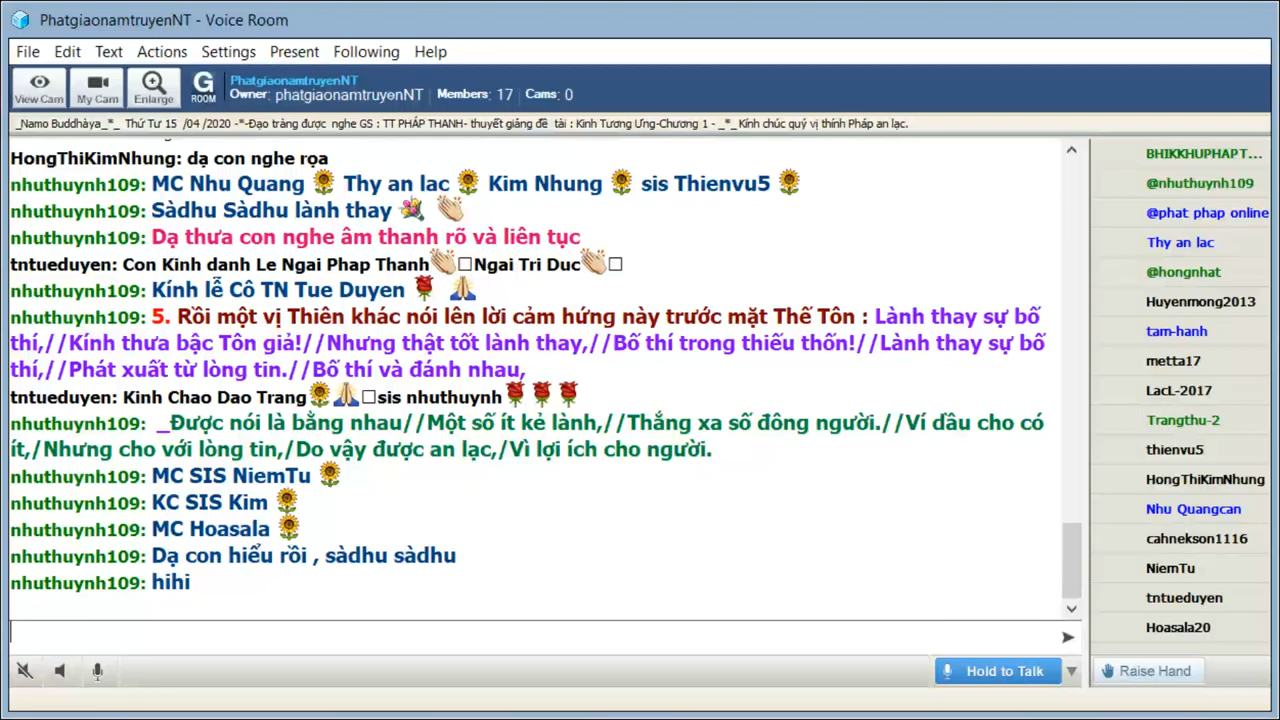 PhatgiaonamtruyenNT - Voice Room
File Edit Text Actions Settings Present Following Help
View Cam My Cam Enlarge G ROOM
PhatgiaonamtruyenNT
Owner: phatgiaonamtruyenNT Members: 17 Cams: 0
_Namo Buddhàya_*_ Thứ Tư 15 /04 /2020 -*-Đạo tràng được nghe GS : TT PHÁP THANH- thuyết giảng đề tài : Kinh Tương Ưng-Chương 1 - _*_ Kính chúc quý vị thính Pháp an lạc.
HongThiKimNhung: dạ con nghe rọa
nhuthuynh109: MC Nhu Quang 🌻 Thy an lac 🌻 Kim Nhung 🌻 sis Thienvu5 🌻
nhuthuynh109: Sàdhu Sàdhu lành thay 💐 👏
nhuthuynh109: Dạ thưa con nghe âm thanh rõ và liên tục
tntueduyen: Con Kinh danh Le Ngai Phap Thanh👏□Ngai Tri Duc👏□
nhuthuynh109: Kính lễ Cô TN Tue Duyen 🌹 🙏
nhuthuynh109: 5. Rồi một vị Thiên khác nói lên lời cảm hứng này trước mặt Thế Tôn : Lành thay sự bố
thí,//Kính thưa bậc Tôn giả!//Nhưng thật tốt lành thay,//Bố thí trong thiếu thốn!//Lành thay sự bố
thí,//Phát xuất từ lòng tin.//Bố thí và đánh nhau,
tntueduyen: Kinh Chao Dao Trang🌻🙏□sis nhuthuynh🌹🌹🌹
nhuthuynh109: _Được nói là bằng nhau//Một số ít kẻ lành,//Thắng xa số đông người.//Ví dầu cho có
ít,/Nhưng cho với lòng tin,/Do vậy được an lạc,/Vì lợi ích cho người.
nhuthuynh109: MC SIS NiemTu 🌻
nhuthuynh109: KC SIS Kim 🌻
nhuthuynh109: MC Hoasala 🌻
nhuthuynh109: Dạ con hiểu rồi , sàdhu sàdhu
nhuthuynh109: hihi
BHIKKHUPHAPT...
@nhuthuynh109
@phat phap online
Thy an lac
@hongnhat
Huyenmong2013
tam-hanh
metta17
LacL-2017
Trangthu-2
thienvu5
HongThiKimNhung
Nhu Quangcan
cahnekson1116
NiemTu
tntueduyen
Hoasala20
Hold to Talk
Raise Hand